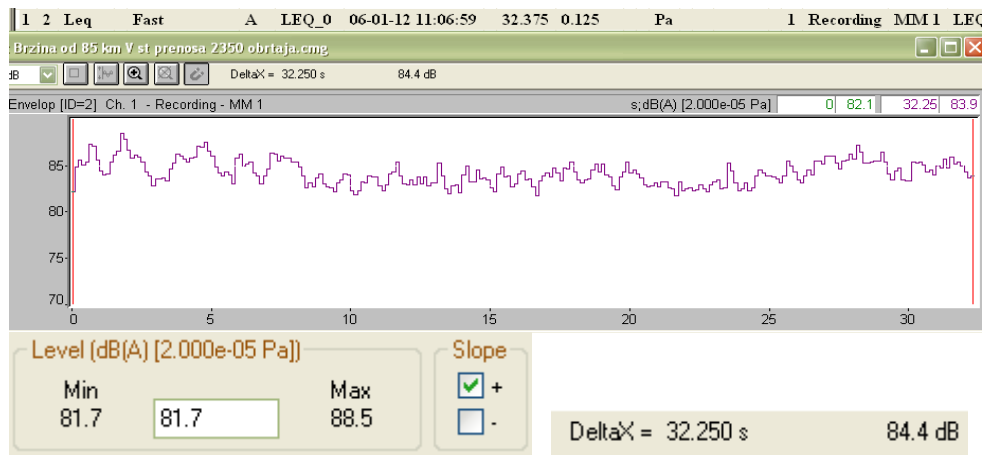 1 2 Leq Fast A LEQ_0 06-01-12 11:06:59 32.375 0.125 Pa 1 Recording MM 1 LEQ
Brzina od 85 km V st prenosa 2350 obrtaja.cmg
dB DeltaX = 32.250 s 84.4 dB
Envelop [ID=2] Ch. 1 - Recording - MM 1 s;dB(A) [2.000e-05 Pa] 0 82.1 32.25 83.9
85
80
75
70
0 5 10 15 20 25 30
Level (dB(A) [2.000e-05 Pa]) Slope
Min Max +
81.7 81.7 88.5 -
DeltaX = 32.250 s 84.4 dB